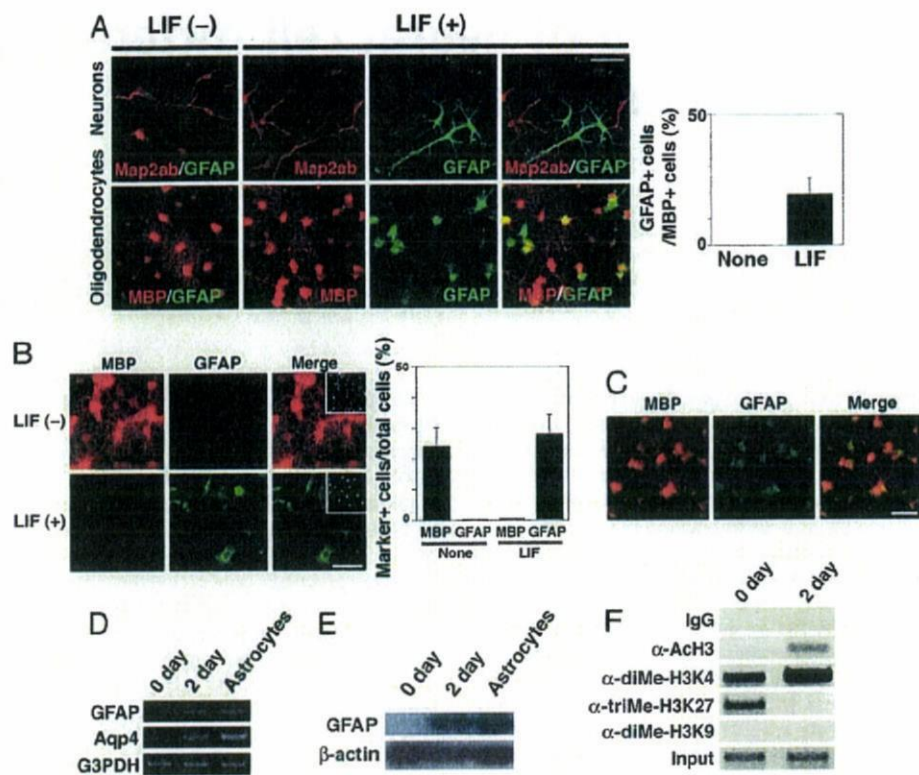 A
LIF (–)
LIF (+)
Neurons
Map2ab/GFAP
Map2ab
GFAP
Map2ab/GFAP
Oligodendrocytes
MBP/GFAP
MBP
GFAP
MBP/GFAP
GFAP+ cells
/MBP+ cells (%)
50
0
None
LIF
B
MBP
GFAP
Merge
LIF (–)
LIF (+)
Marker+ cells/total cells (%)
50
0
MBP GFAP MBP GFAP
None
LIF
C
MBP
GFAP
Merge
D
0 day
2 day
Astrocytes
GFAP
Aqp4
G3PDH
E
0 day
2 day
Astrocytes
GFAP
β-actin
F
0 day
2 day
IgG
α-AcH3
α-diMe-H3K4
α-triMe-H3K27
α-diMe-H3K9
Input